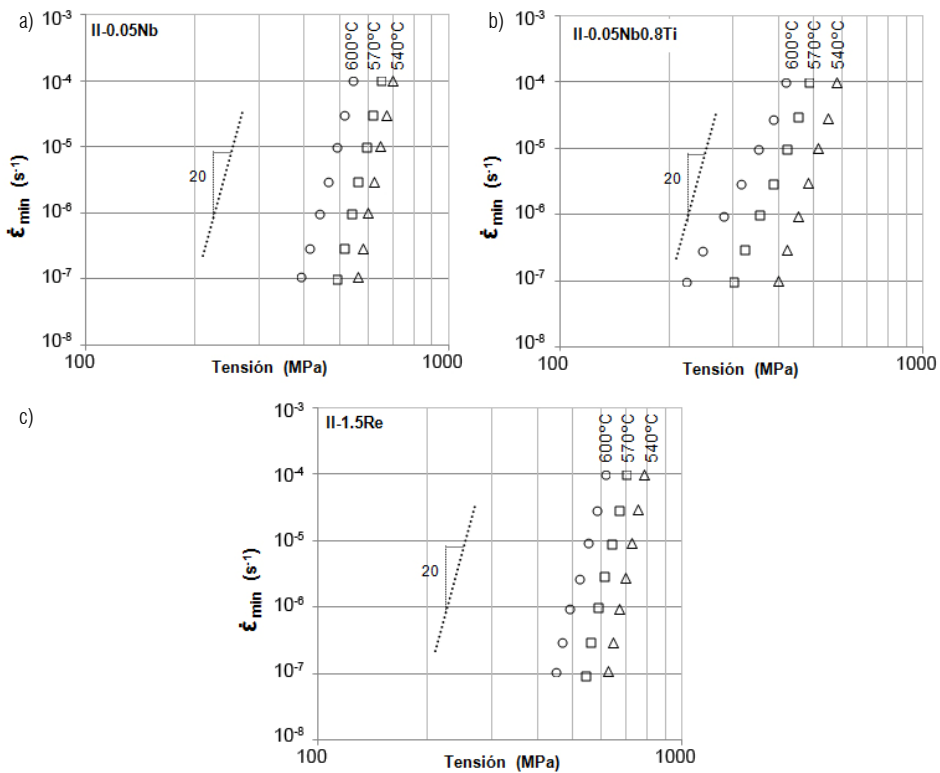 a)
II-0.05Nb
600°C
570°C
540°C
10-3
10-4
10-5
10-6
10-7
10-8
ε̇min (s-1)
20
100
1000
Tensión (MPa)
b)
II-0.05Nb0.8Ti
600°C
570°C
540°C
10-3
10-4
10-5
10-6
10-7
10-8
ε̇min (s-1)
20
100
1000
Tensión (MPa)
c)
II-1.5Re
600°C
570°C
540°C
10-3
10-4
10-5
10-6
10-7
10-8
ε̇min (s-1)
20
100
1000
Tensión (MPa)